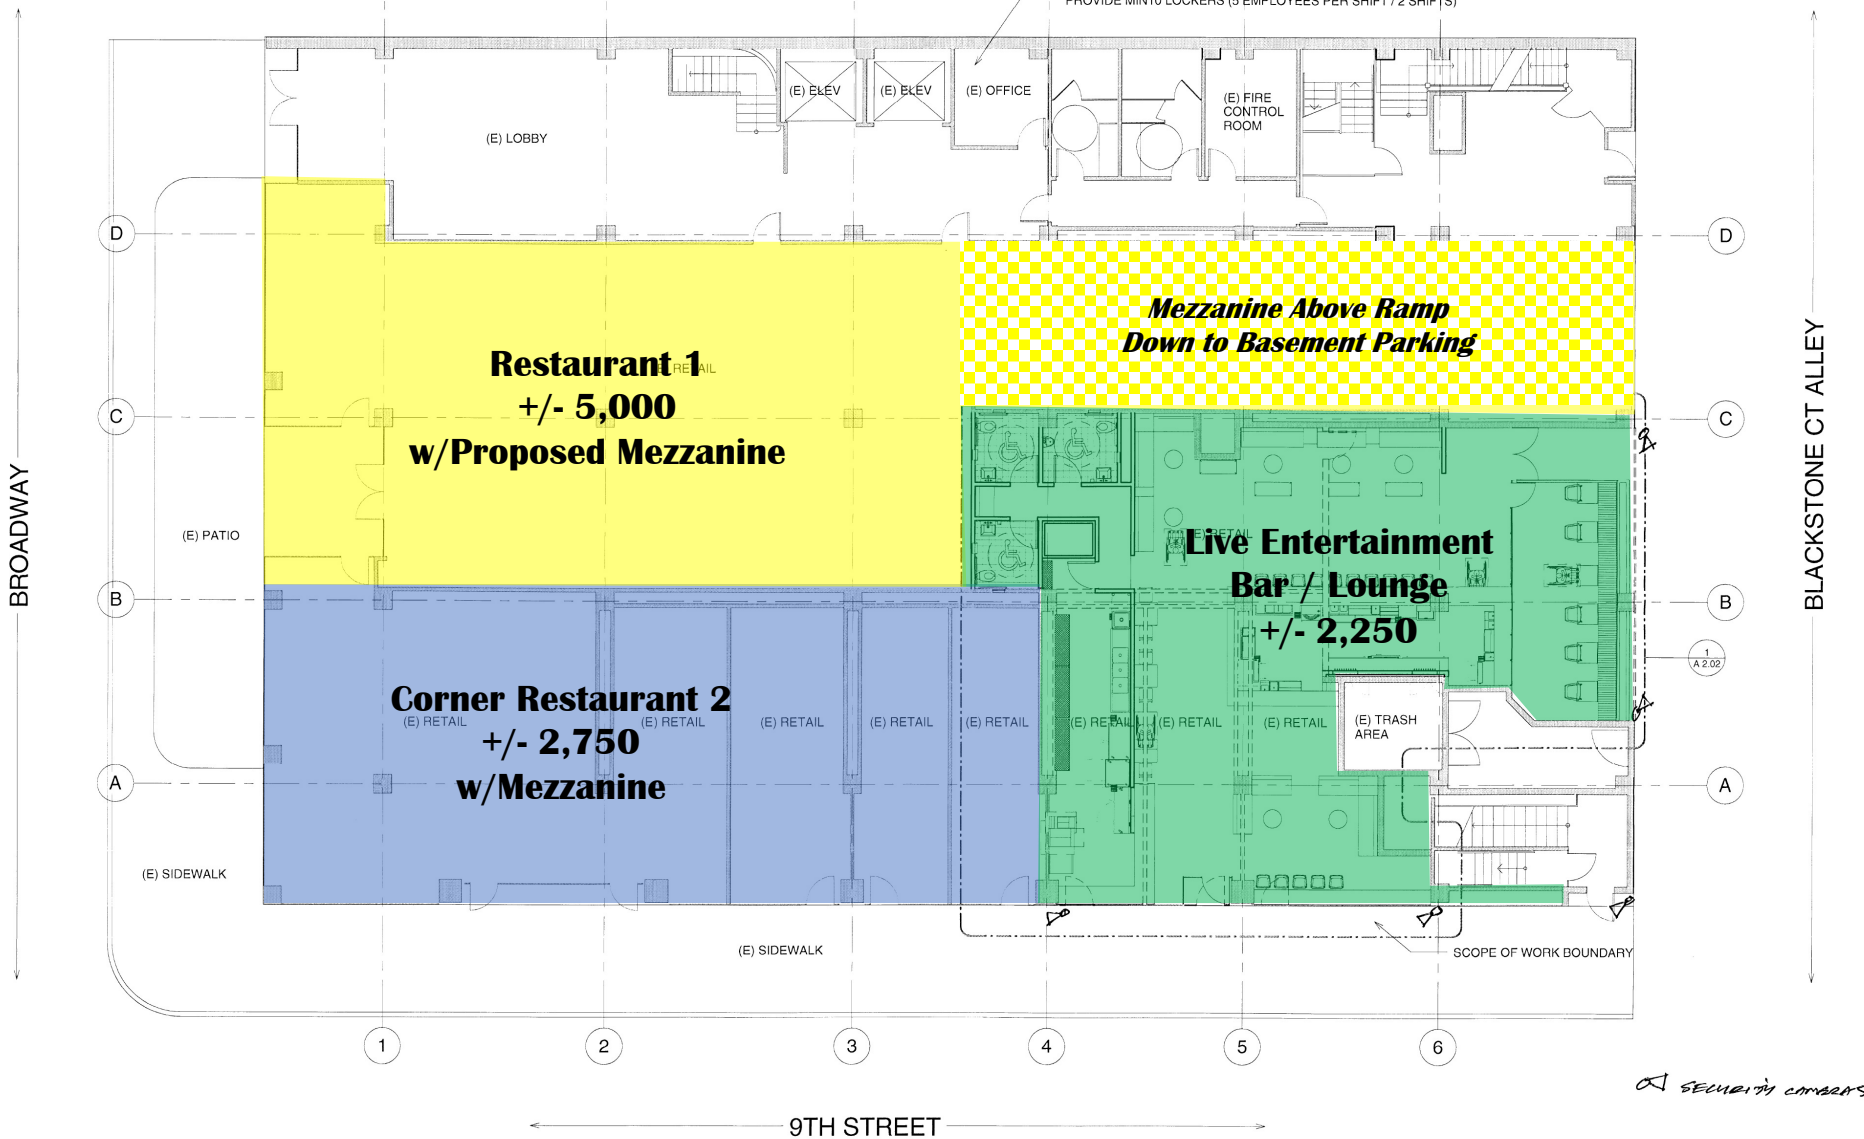 PROVIDE MIN10 LOCKERS (5 EMPLOYEES PER SHIFT / 2 SHIFTS)
(E) ELEV
(E) ELEV
(E) OFFICE
(E) FIRE
CONTROL
ROOM
(E) LOBBY
D
D
Mezzanine Above Ramp
Down to Basement Parking
Restaurant 1
(E) RETAIL
+/- 5,000
w/Proposed Mezzanine
C
C
BROADWAY
BLACKSTONE CT ALLEY
(E) PATIO
(E) RETAIL
Live Entertainment
Bar / Lounge
+/- 2,250
B
B
1
A 2.02
Corner Restaurant 2
+/- 2,750
w/Mezzanine
(E) RETAIL
(E) RETAIL
(E) RETAIL
(E) RETAIL
(E) RETAIL
(E) RETAIL
(E) RETAIL
(E) RETAIL
(E) TRASH
AREA
A
A
(E) SIDEWALK
(E) SIDEWALK
SCOPE OF WORK BOUNDARY
1
2
3
4
5
6
SECURITY CAMERAS
9TH STREET